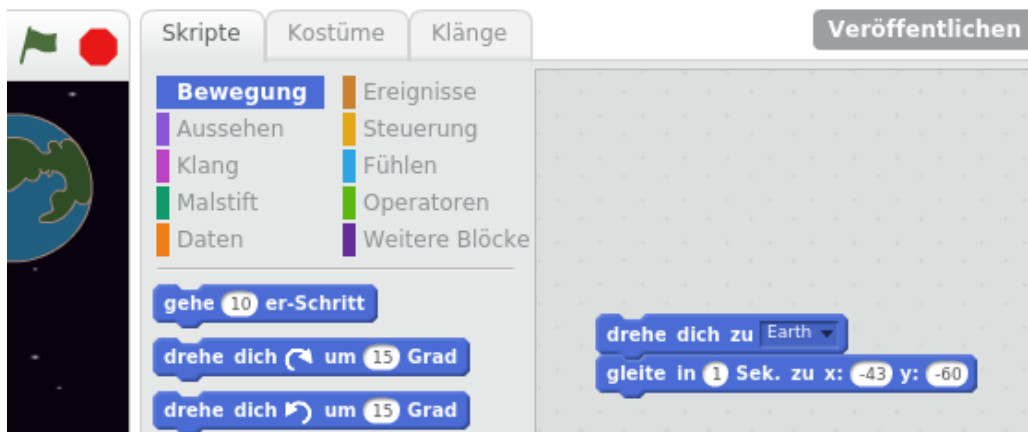 Skripte Kostüme Klänge Veröffentlichen
Bewegung Ereignisse
Aussehen Steuerung
Klang Fühlen
Malstift Operatoren
Daten Weitere Blöcke
gehe 10 er-Schritt
drehe dich um 15 Grad
drehe dich um 15 Grad
drehe dich zu Earth
gleite in 1 Sek. zu x: -43 y: -60